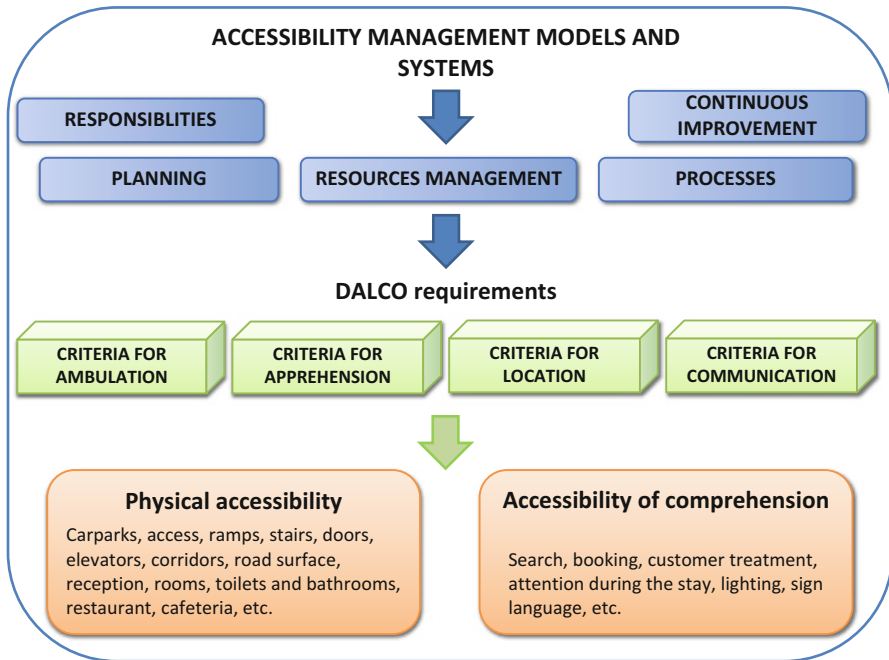 ACCESSIBILITY MANAGEMENT MODELS AND
SYSTEMS
RESPONSIBLITIES
CONTINUOUS
IMPROVEMENT
PLANNING
RESOURCES MANAGEMENT
PROCESSES
DALCO requirements
CRITERIA FOR
AMBULATION
CRITERIA FOR
APPREHENSION
CRITERIA FOR
LOCATION
CRITERIA FOR
COMMUNICATION
Physical accessibility
Carparks, access, ramps, stairs, doors,
elevators, corridors, road surface,
reception, rooms, toilets and bathrooms,
restaurant, cafeteria, etc.
Accessibility of comprehension
Search, booking, customer treatment,
attention during the stay, lighting, sign
language, etc.